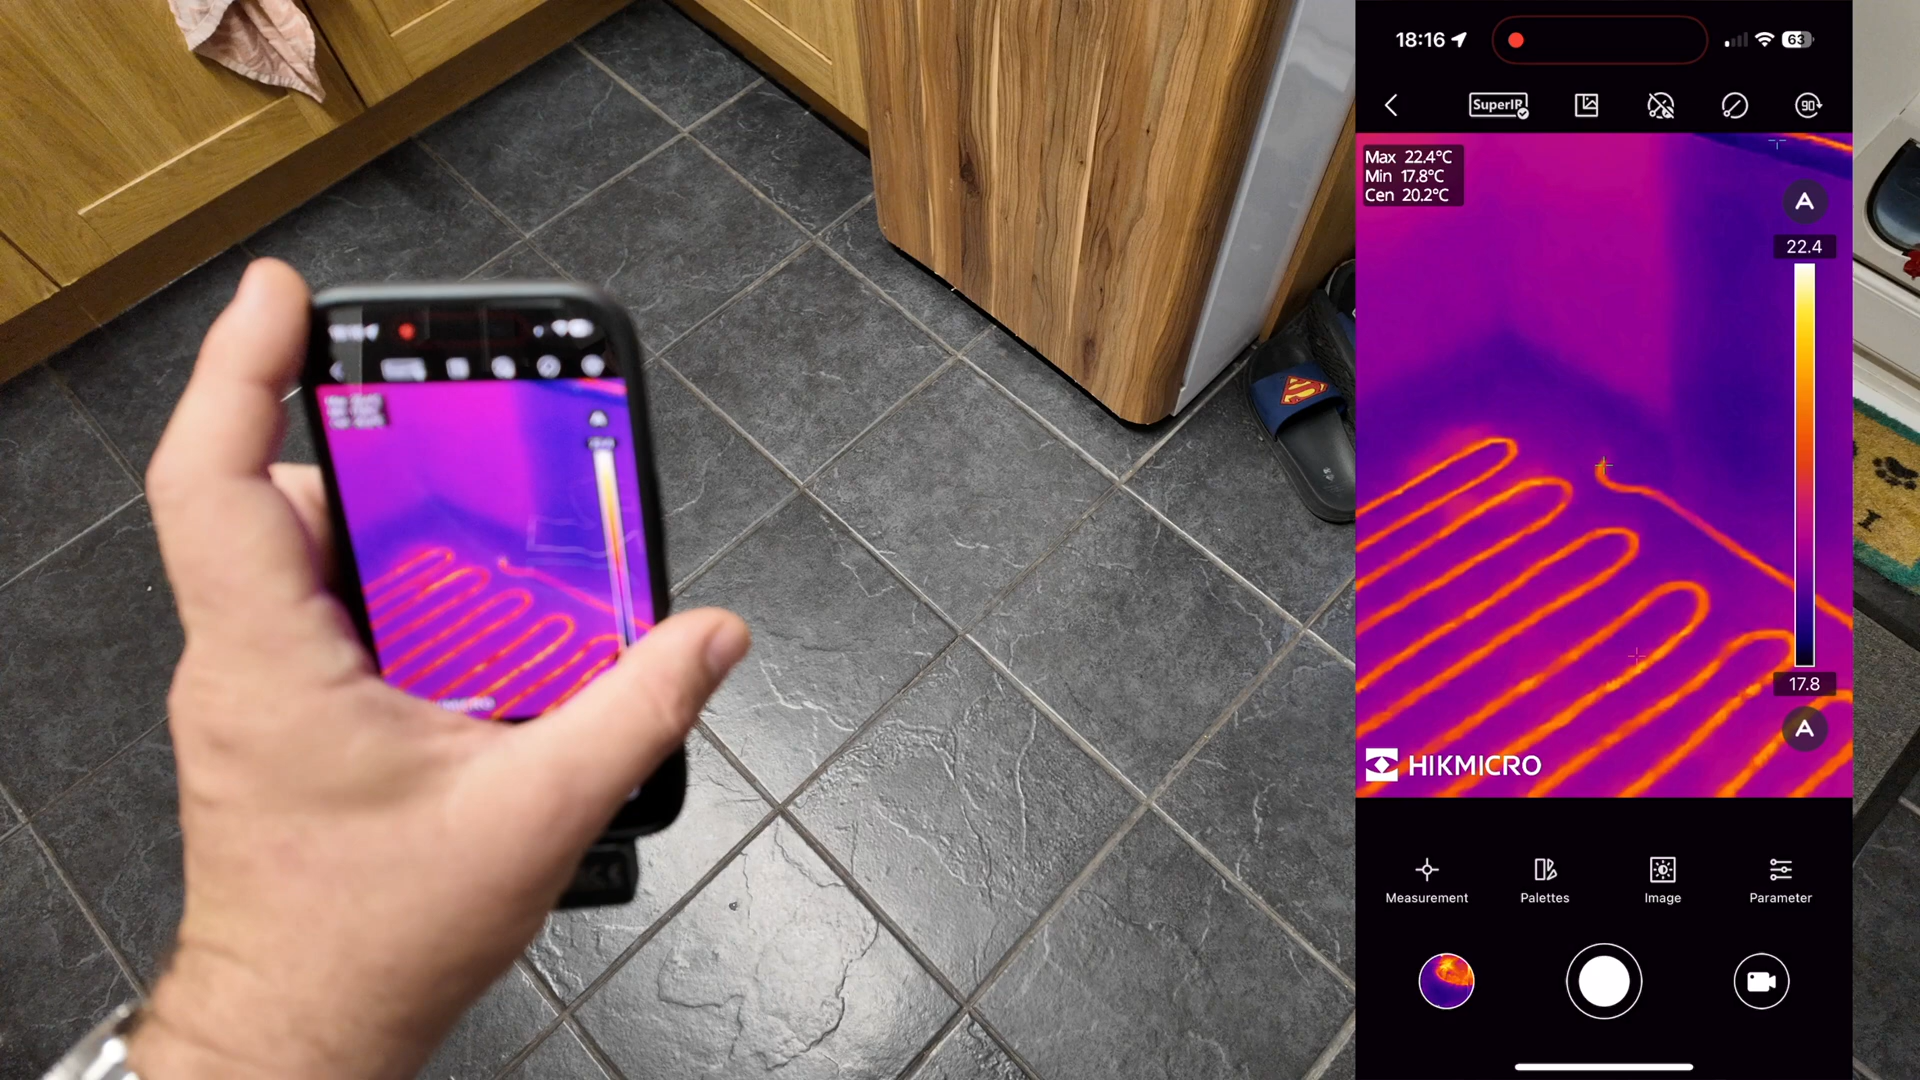 18:16
63
SuperIR
90
Max 22.4°C
Min 17.8°C
Cen 20.2°C
A
22.4
17.8
A
HIKMICRO
Measurement
Palettes
Image
Parameter